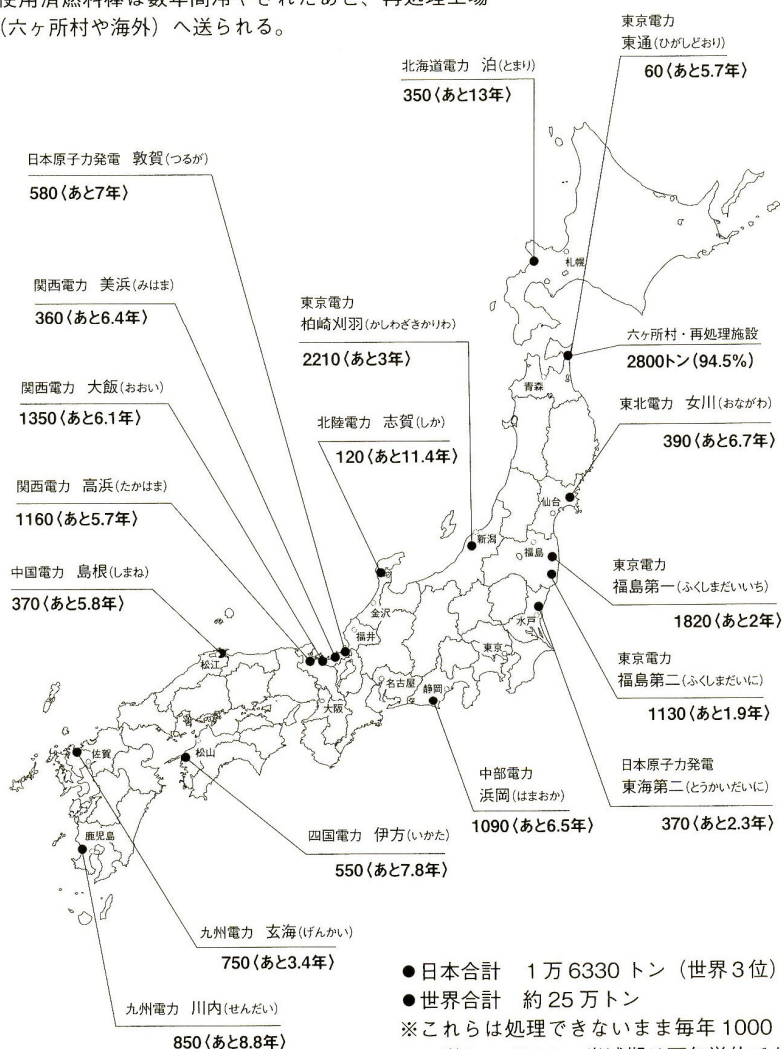 使用済燃料棒は数年間冷やされたあと、再処理工場
(六ヶ所村や海外)へ送られる。
東京電力
東通(ひがしどおり)
60〈あと5.7年〉
北海道電力 泊(とまり)
350〈あと13年〉
日本原子力発電 敦賀(つるが)
580〈あと7年〉
関西電力 美浜(みはま)
360〈あと6.4年〉
東京電力
柏崎刈羽(かしわざきかりわ)
2210〈あと3年〉
札幌
六ヶ所村・再処理施設
2800トン(94.5%)
青森
関西電力 大飯(おおい)
1350〈あと6.1年〉
北陸電力 志賀(しか)
120〈あと11.4年〉
東北電力 女川(おながわ)
390〈あと6.7年〉
関西電力 高浜(たかはま)
1160〈あと5.7年〉
仙台
新潟
福島
中国電力 島根(しまね)
370〈あと5.8年〉
東京電力
福島第一(ふくしまだいいち)
1820〈あと2年〉
金沢
水戸
福井
東京
松江
東京電力
福島第二(ふくしまだいに)
1130〈あと1.9年〉
名古屋
静岡
大阪
佐賀
松山
中部電力
浜岡(はまおか)
1090〈あと6.5年〉
日本原子力発電
東海第二(とうかいだいに)
370〈あと2.3年〉
鹿児島
四国電力 伊方(いかた)
550〈あと7.8年〉
九州電力 玄海(げんかい)
750〈あと3.4年〉
九州電力 川内(せんだい)
850〈あと8.8年〉
●日本合計 1万6330トン(世界3位)
●世界合計 約25万トン
※これらは処理できないまま毎年1000